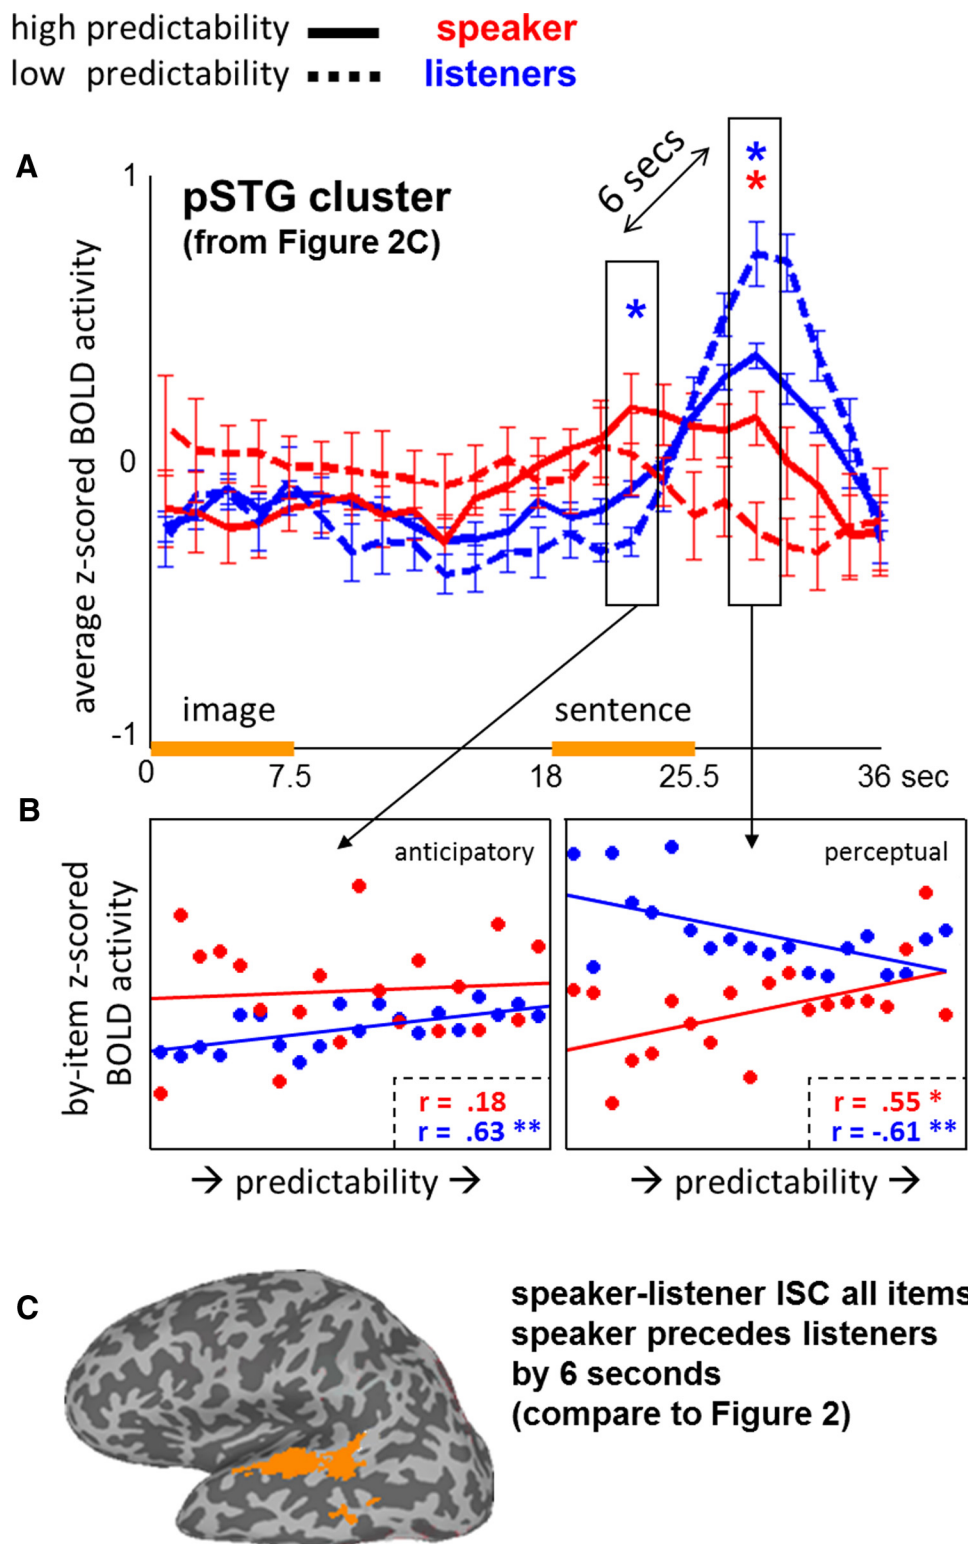 high predictability speaker
low predictability listeners
A
1
0
-1
average z-scored BOLD activity
pSTG cluster
(from Figure 2C)
6 secs
*
*
*
image
sentence
0 7.5 18 25.5 36 sec
B
by-item z-scored
BOLD activity
anticipatory
r = .18
r = .63 **
→ predictability →
perceptual
r = .55 *
r = -.61 **
→ predictability →
C
speaker-listener ISC all items
speaker precedes listeners
by 6 seconds
(compare to Figure 2)